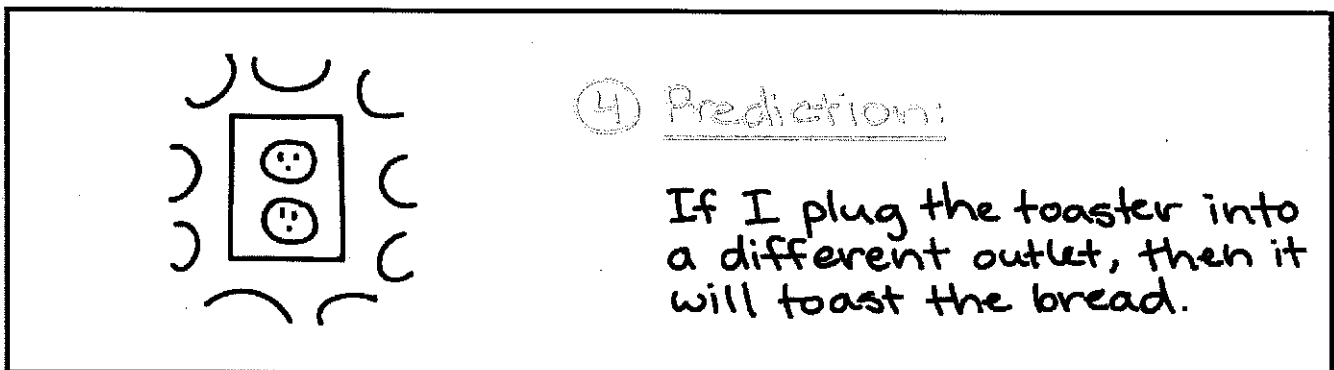 4 Prediction:
If I plug the toaster into
a different outlet, then it
will toast the bread.